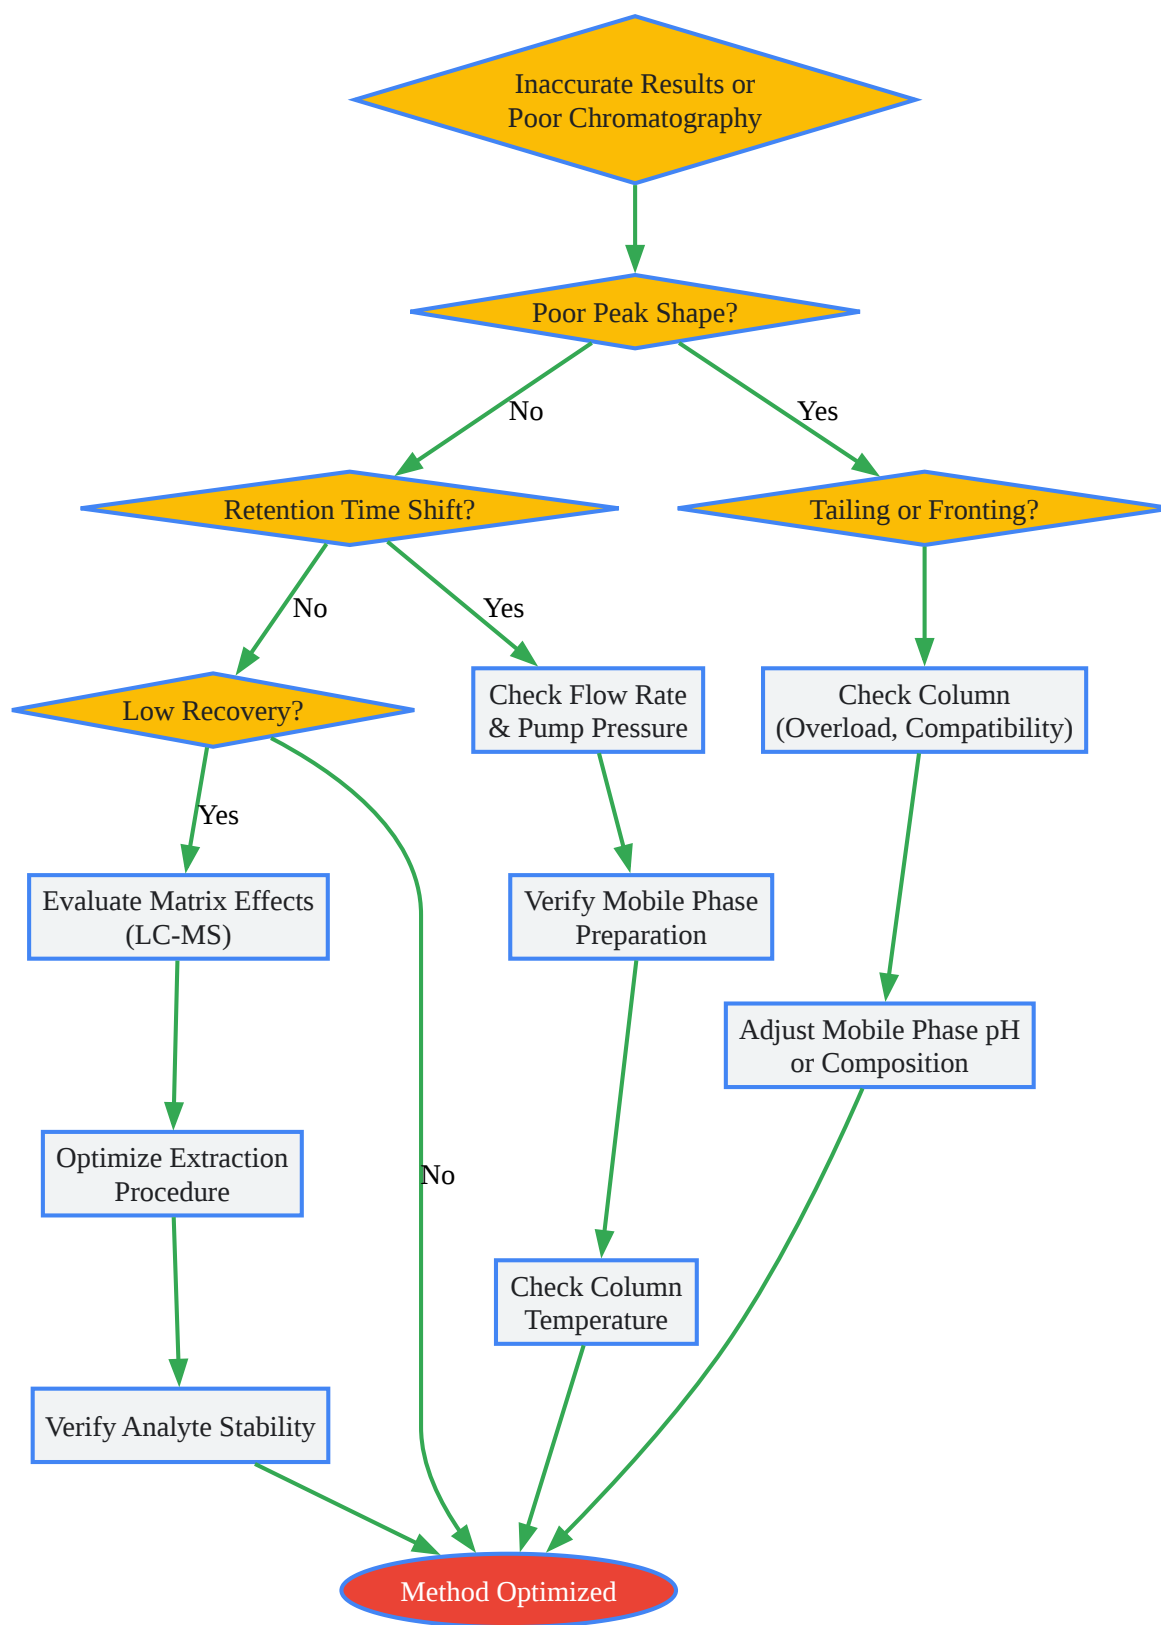 Inaccurate Results or
Poor Chromatography
Poor Peak Shape?
No
Yes
Retention Time Shift?
Tailing or Fronting?
No
Yes
Check Flow Rate
& Pump Pressure
Check Column
(Overload, Compatibility)
Low Recovery?
Yes
Evaluate Matrix Effects
(LC-MS)
Verify Mobile Phase
Preparation
Adjust Mobile Phase pH
or Composition
Optimize Extraction
Procedure
No
Check Column
Temperature
Verify Analyte Stability
Method Optimized